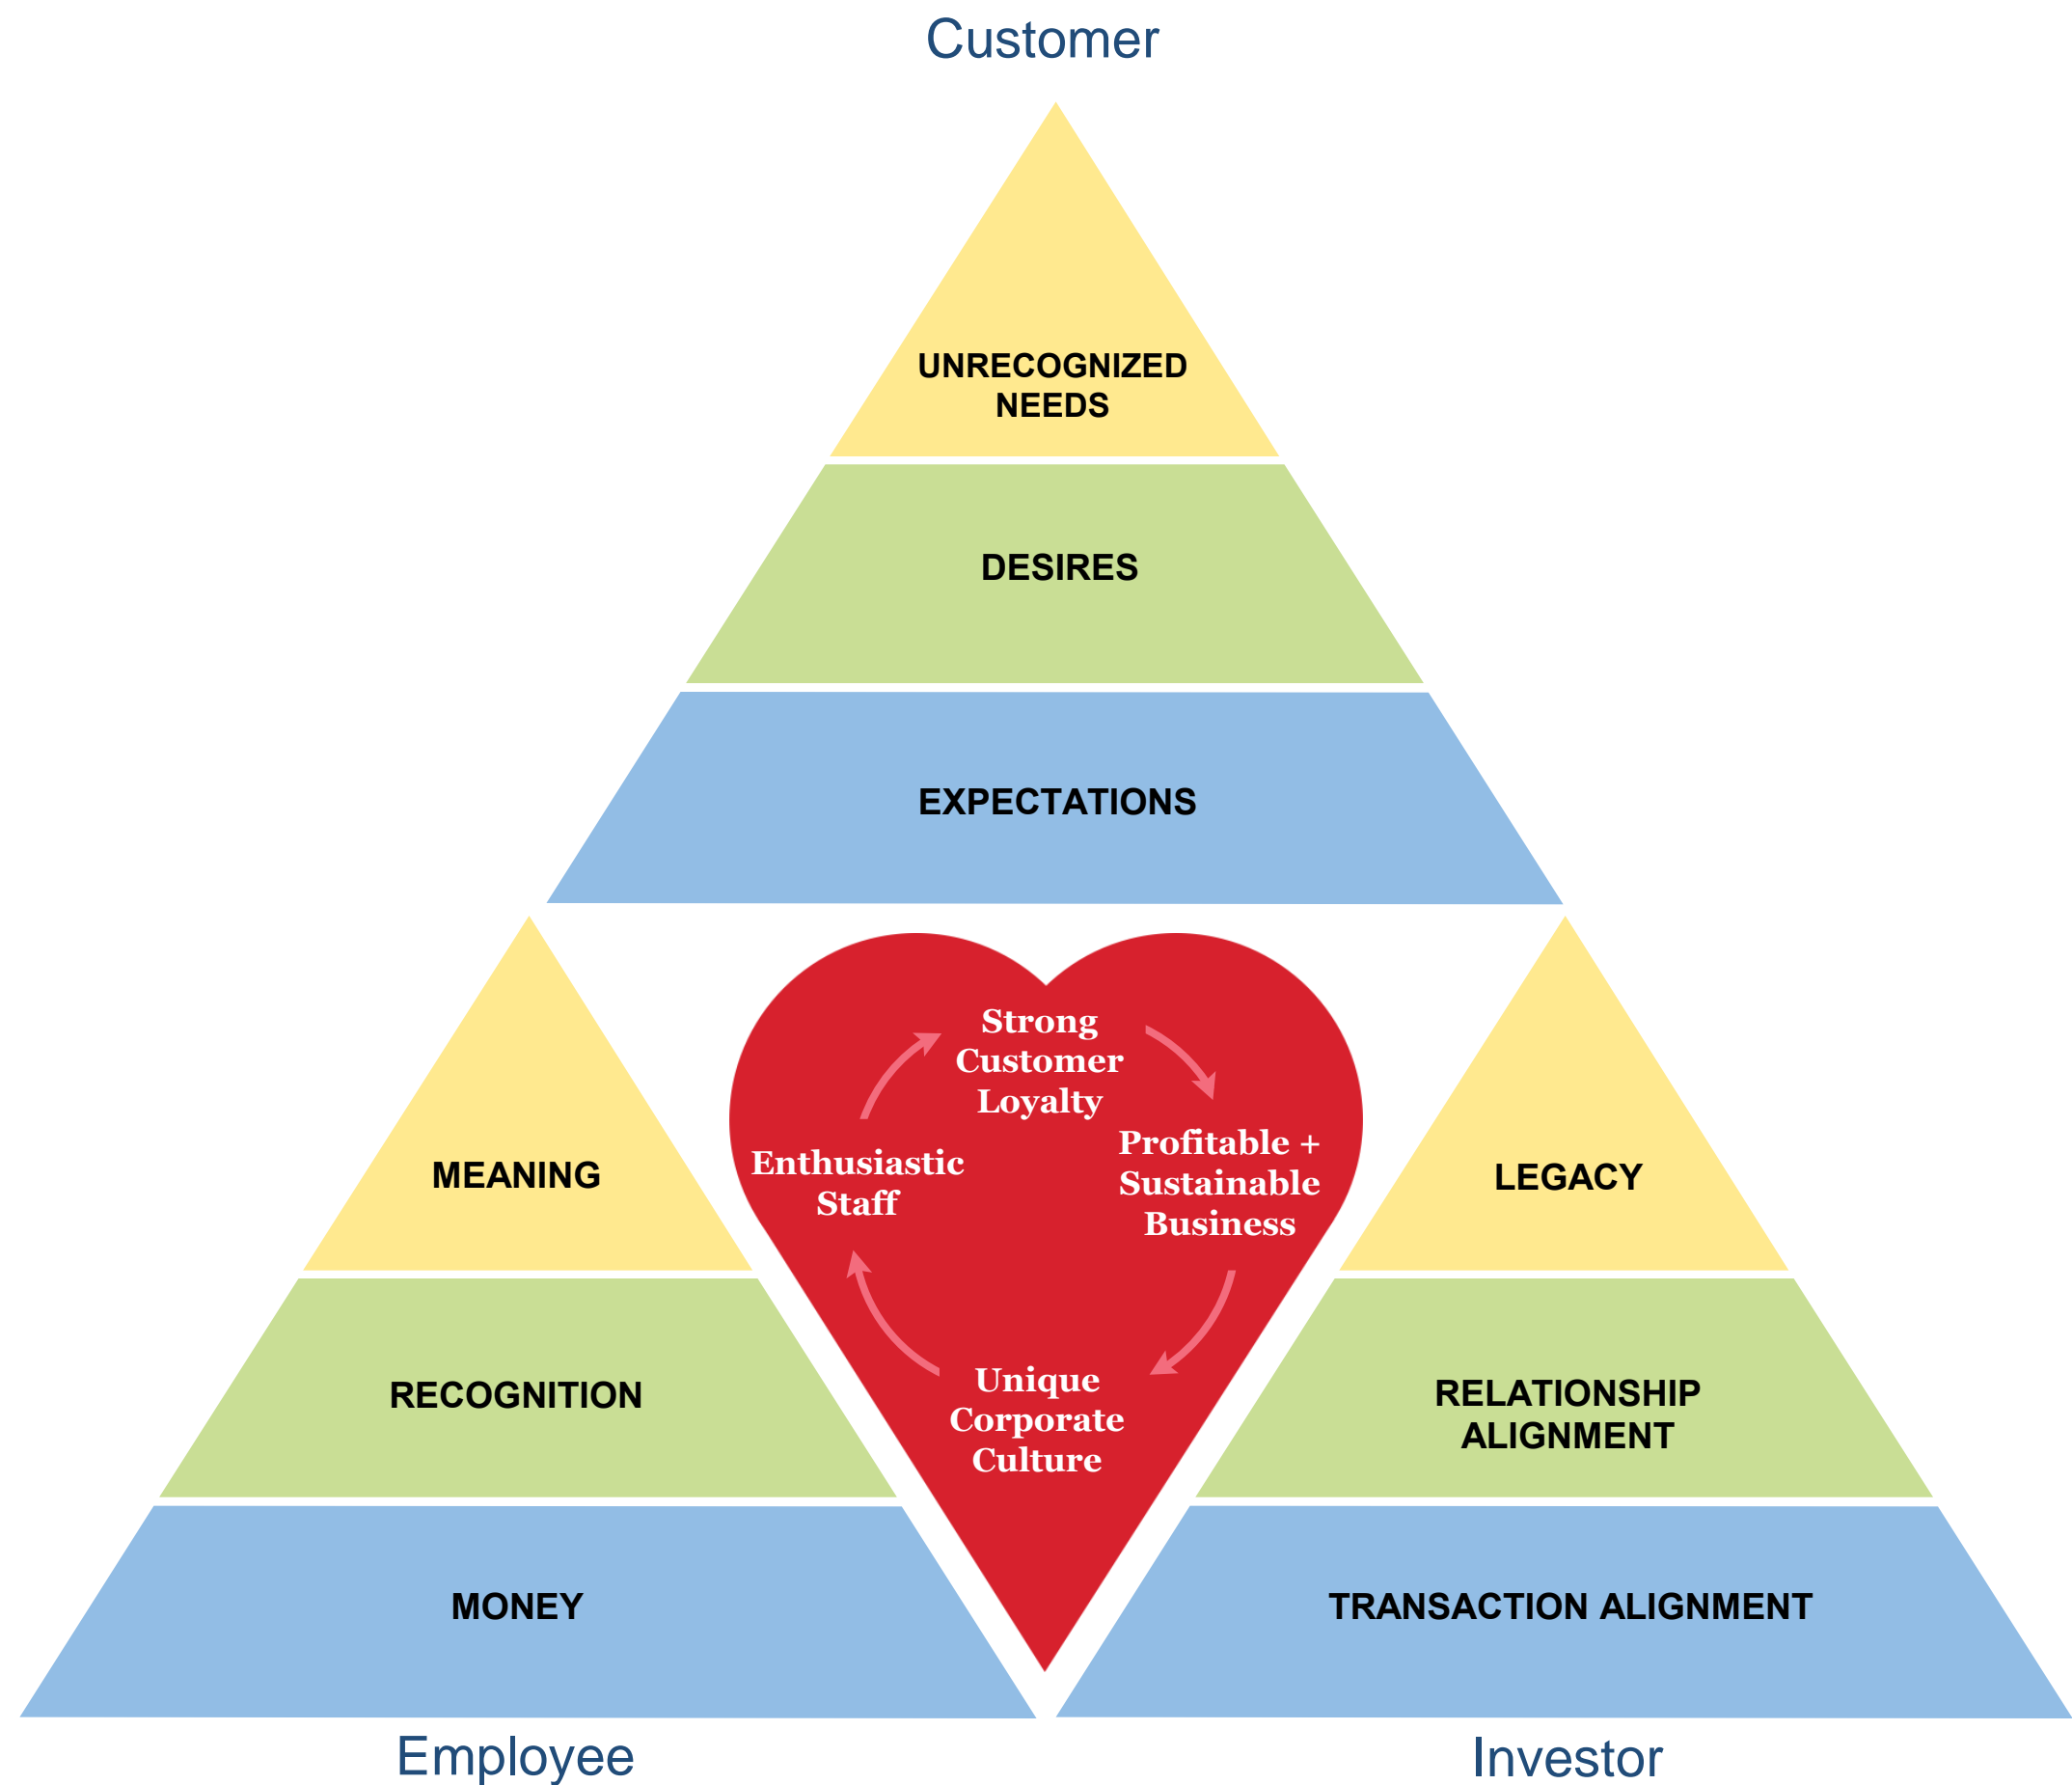 Customer
UNRECOGNIZED
NEEDS
DESIRES
EXPECTATIONS
Strong
Customer
Loyalty
Profitable +
Sustainable
Business
Unique
Corporate
Culture
Enthusiastic
Staff
MEANING
RECOGNITION
MONEY
Employee
LEGACY
RELATIONSHIP
ALIGNMENT
TRANSACTION ALIGNMENT
Investor